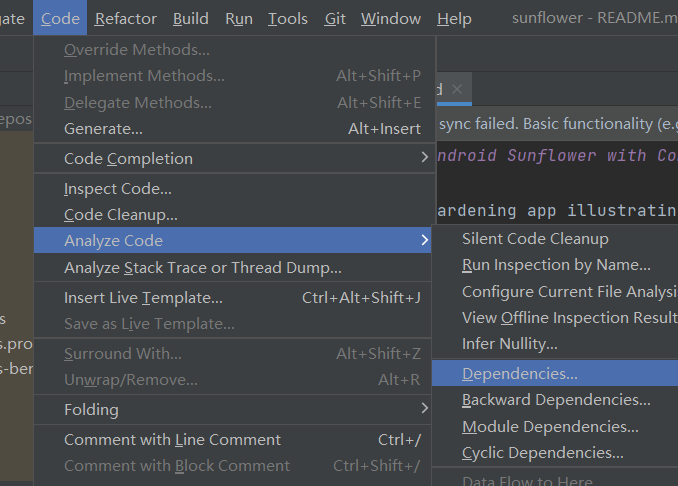 gate Code Refactor Build Run Tools Git Window Help sunflower - README.m
Override Methods...
Implement Methods... Alt+Shift+P
Delegate Methods... Alt+Shift+E
Generate... Alt+Insert
Code Completion
Inspect Code...
Code Cleanup...
Analyze Code
Analyze Stack Trace or Thread Dump...
Insert Live Template... Ctrl+Alt+Shift+J
Save as Live Template...
Surround With... Alt+Shift+Z
Unwrap/Remove... Alt+R
Folding
Comment with Line Comment Ctrl+/
Comment with Block Comment Ctrl+Shift+/
d
epos
sync failed. Basic functionality (e.g
ndroid Sunflower with Co
ardening app illustratin
s
s.pro
s-ber
Silent Code Cleanup
Run Inspection by Name...
Configure Current File Analysi
View Offline Inspection Result
Infer Nullity...
Dependencies...
Backward Dependencies...
Module Dependencies...
Cyclic Dependencies...
Data Flow to Here